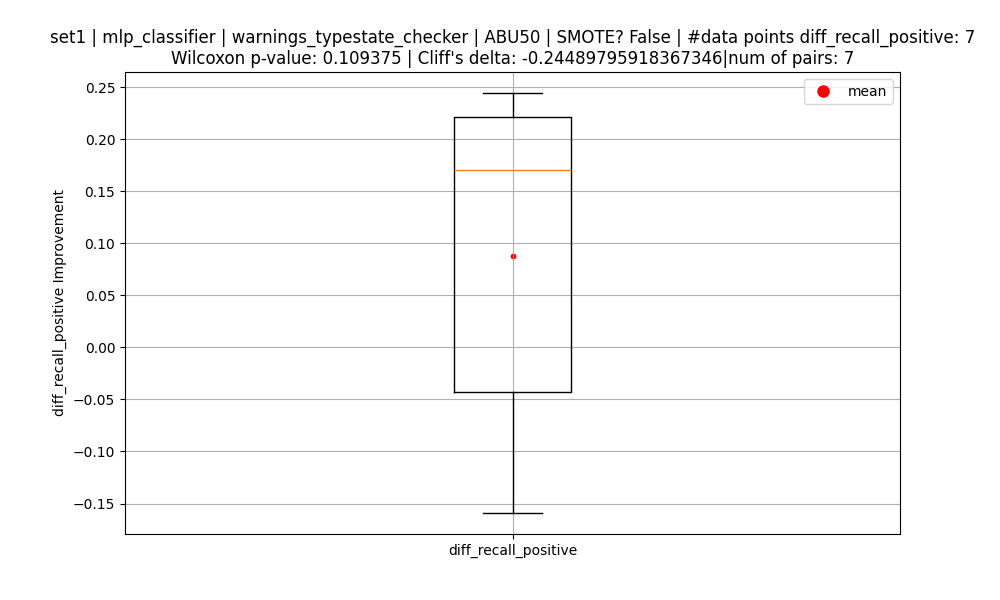 set1 | mlp_classifier | warnings_typestate_checker | ABU50 | SMOTE? False | #data points diff_recall_positive: 7
Wilcoxon p-value: 0.109375 | Cliff's delta: -0.24489795918367346|num of pairs: 7
mean
0.25
0.20
0.15
0.10
0.05
0.00
−0.05
−0.10
−0.15
diff_recall_positive Improvement
diff_recall_positive